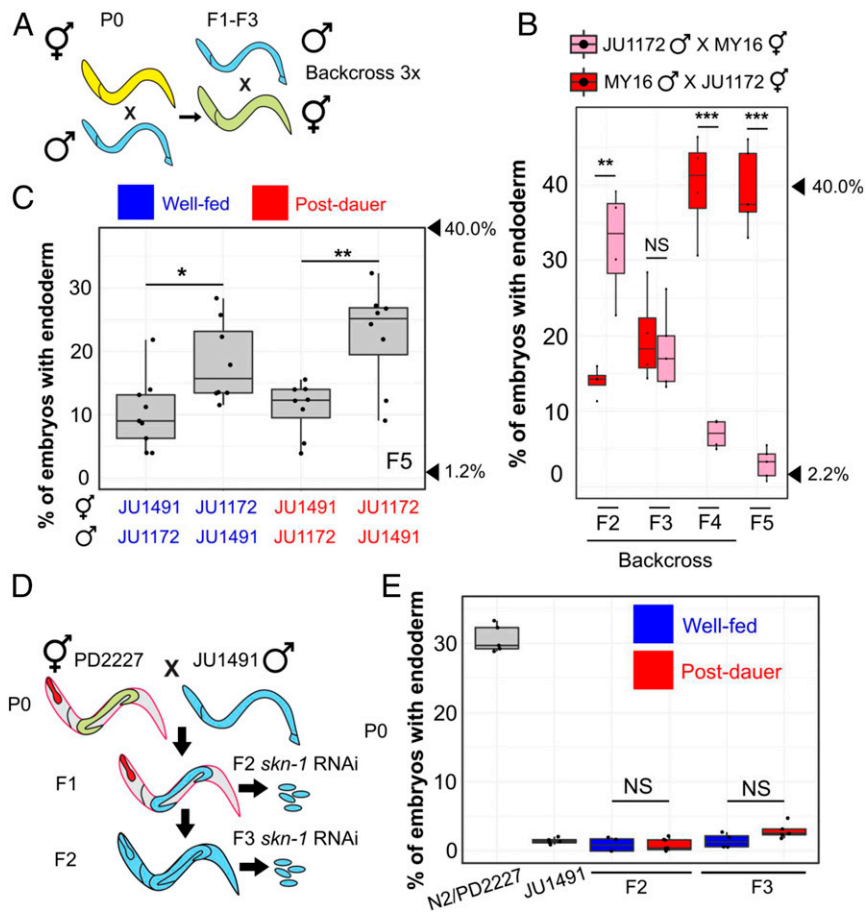 A
P0
F1-F3
⚥
♂
X
X
Backcross 3x
♂
⚥
B
JU1172 ♂ X MY16 ⚥
MY16 ♂ X JU1172 ⚥
% of embryos with endoderm
40
30
20
10
0
**
NS
***
***
40.0%
2.2%
F2
F3
F4
F5
Backcross
C
Well-fed
Post-dauer
% of embryos with endoderm
30
20
10
0
*
**
40.0%
1.2%
F5
⚥ JU1491 JU1172 JU1491 JU1172
♂ JU1172 JU1491 JU1172 JU1491
D
⚥ PD2227 X JU1491 ♂
P0
P0
F1
F2 skn-1 RNAi
F2
F3 skn-1 RNAi
E
% of embryos with endoderm
30
20
10
0
Well-fed
Post-dauer
NS
NS
N2/PD2227
JU1491
F2
F3